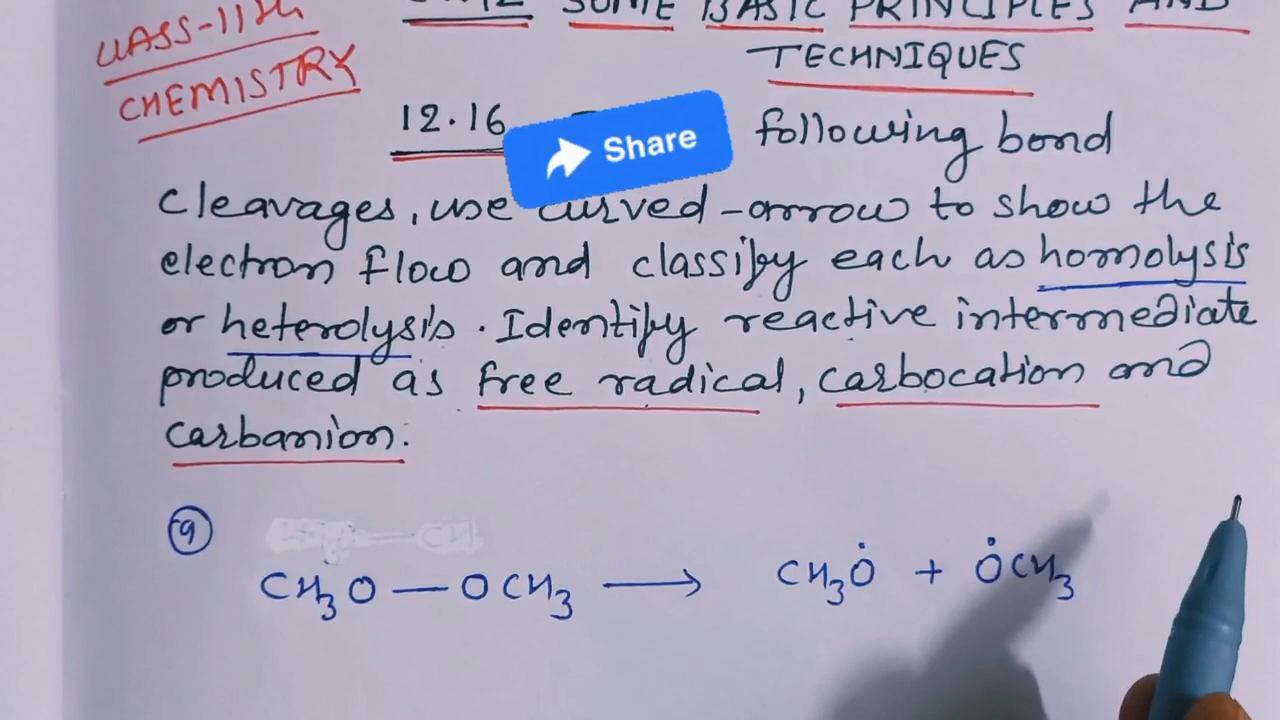 CLASS-11th
CHEMISTRY
SOME BASIC PRINCIPLES AND
TECHNIQUES
12.16 following bond
Share
cleavages, use curved-arrow to show the
electron flow and classify each as homolysis
or heterolysis. Identify reactive intermediate
produced as free radical, carbocation and
carbanion.
CH₃O — OCH₃ ⟶ CH₃Ȯ + ȮCH₃